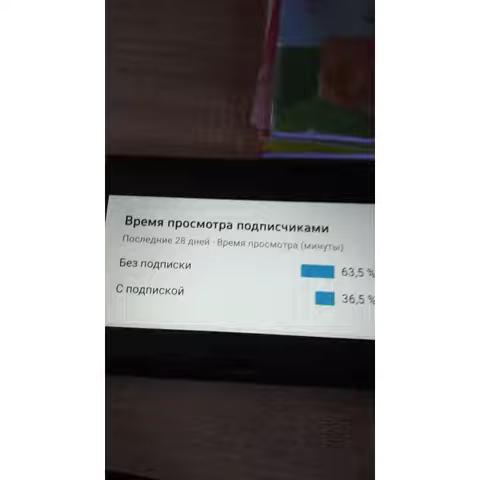 Время просмотра подписчиками
Последние 28 дней · Время просмотра (минуты)
Без подписки 63,5 %
С подпиской 36,5 %